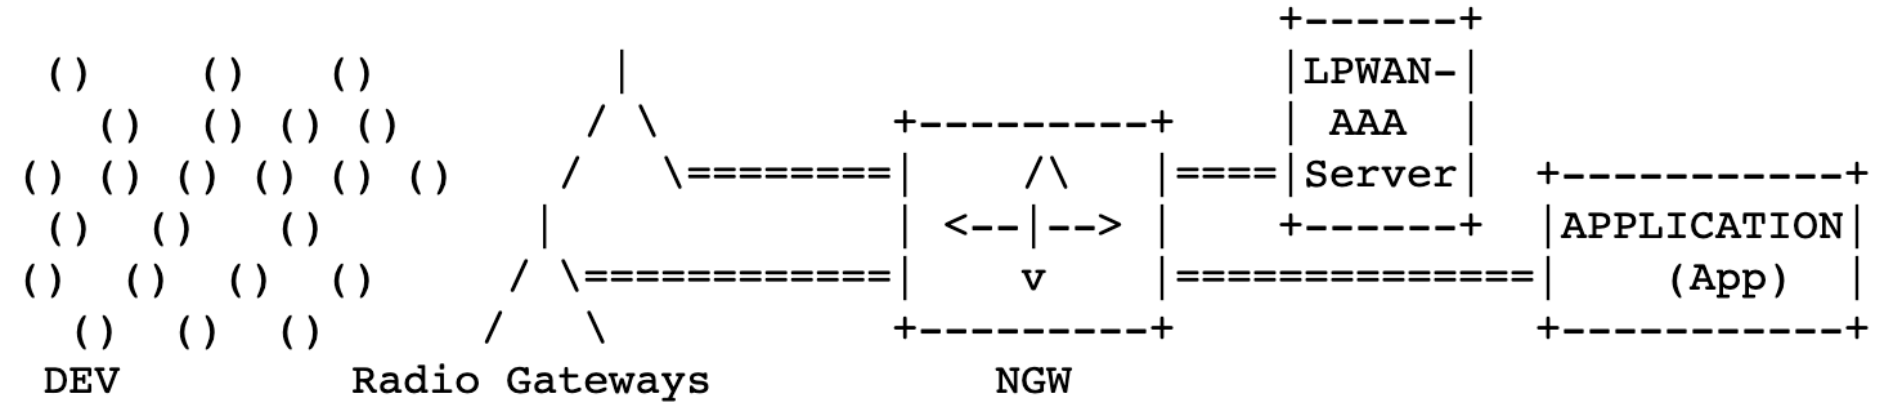 +------+
 ()     ()   ()          |                       |LPWAN-|
   ()   () () ()        / \         +---------+  | AAA  |
() () () () () ()      /   \========|    /\   |====|Server|  +-----------+
 ()  ()   ()          |             | <--|--> |    +------+  |APPLICATION|
()  ()  ()  ()       / \============|    v    |==============|    (App)  |
  ()  ()  ()        /   \           +---------+              +-----------+
 DEV         Radio Gateways             NGW